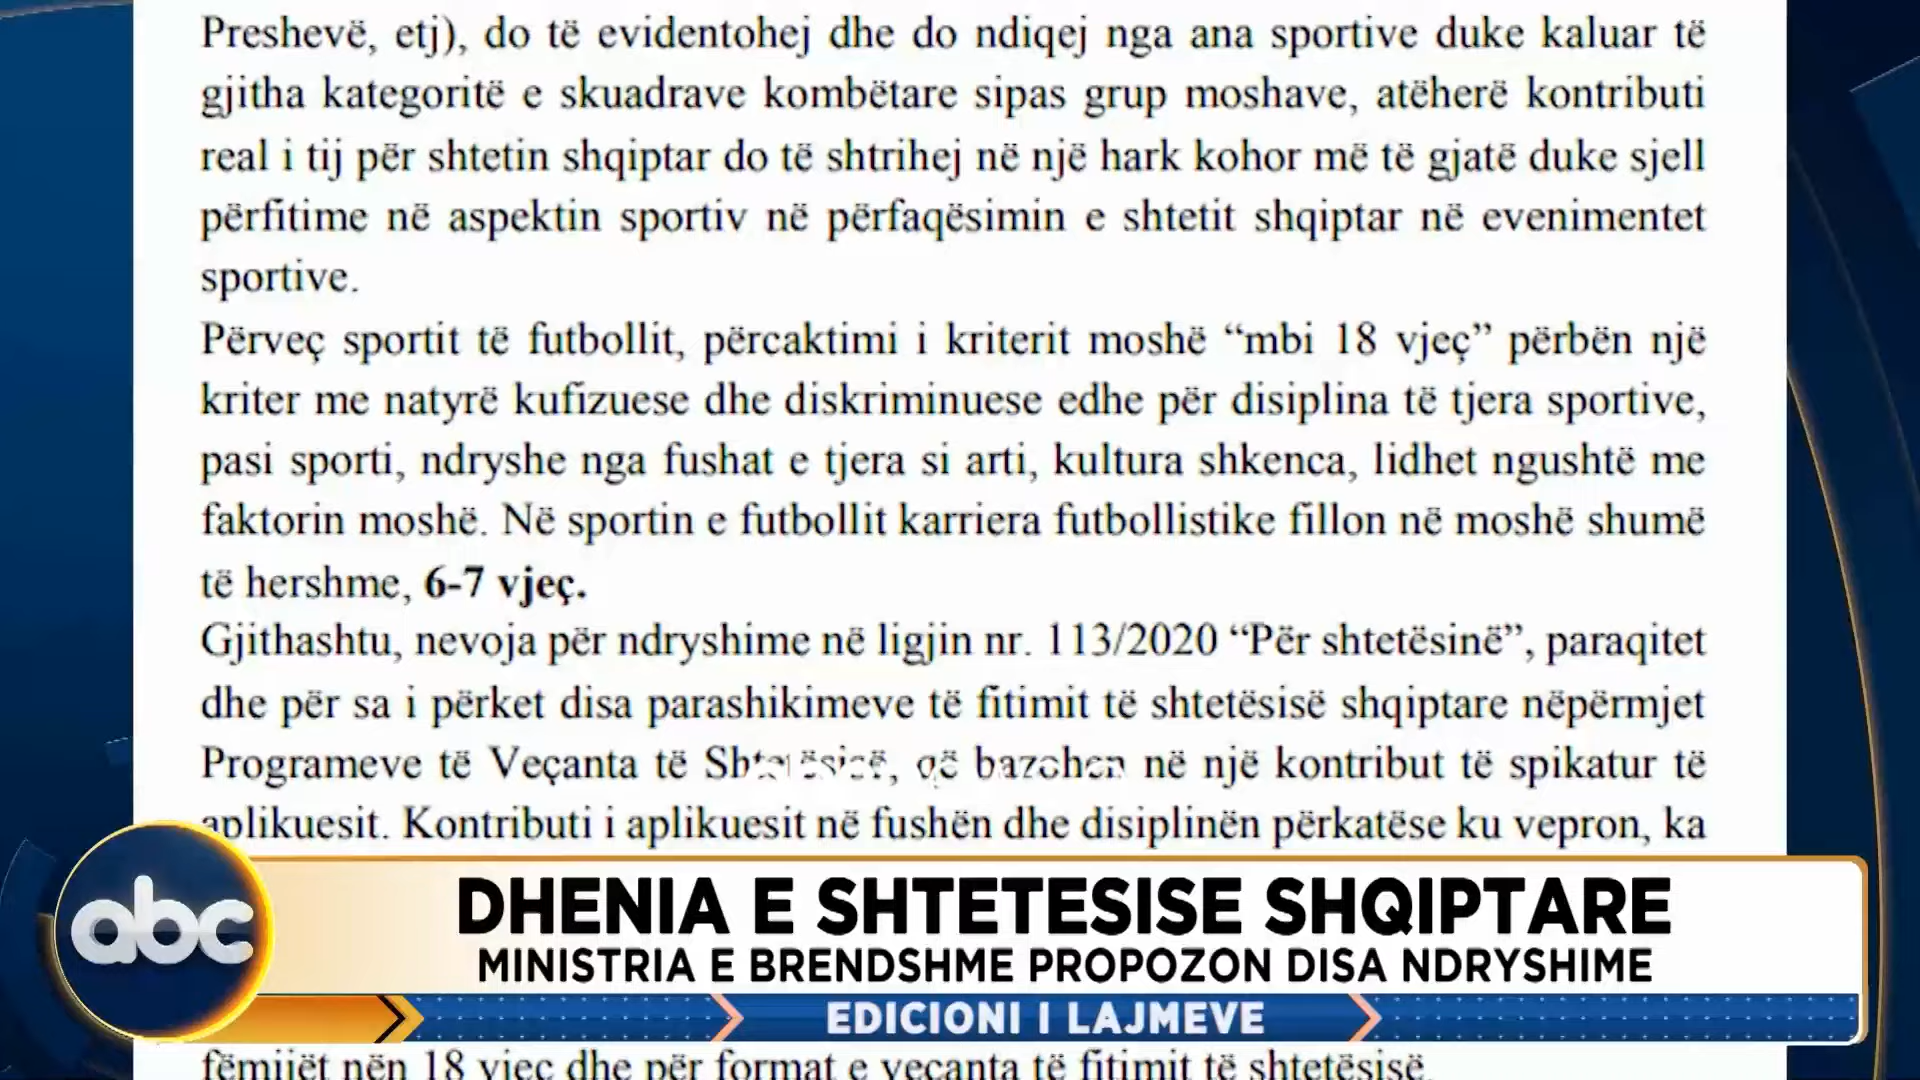 Preshevë, etj), do të evidentohej dhe do ndiqej nga ana sportive duke kaluar të
gjitha kategoritë e skuadrave kombëtare sipas grup moshave, atëherë kontributi
real i tij për shtetin shqiptar do të shtrihej në një hark kohor më të gjatë duke sjell
përfitime në aspektin sportiv në përfaqësimin e shtetit shqiptar në evenimentet
sportive.
Përveç sportit të futbollit, përcaktimi i kriterit moshë “mbi 18 vjeç” përbën një
kriter me natyrë kufizuese dhe diskriminuese edhe për disiplina të tjera sportive,
pasi sporti, ndryshe nga fushat e tjera si arti, kultura shkenca, lidhet ngushtë me
faktorin moshë. Në sportin e futbollit karriera futbollistike fillon në moshë shumë
të hershme, 6-7 vjeç.
Gjithashtu, nevoja për ndryshime në ligjin nr. 113/2020 “Për shtetësinë”, paraqitet
dhe për sa i përket disa parashikimeve të fitimit të shtetësisë shqiptare nëpërmjet
Programeve të Veçanta të Shtetësisë, që bazohen në një kontribut të spikatur të
aplikuesit. Kontributi i aplikuesit në fushën dhe disiplinën përkatëse ku vepron, ka
abc
DHENIA E SHTETESISE SHQIPTARE
MINISTRIA E BRENDSHME PROPOZON DISA NDRYSHIME
EDICIONI I LAJMEVE
fëmijët nën 18 vjeç dhe për format e veçanta të fitimit të shtetësisë.